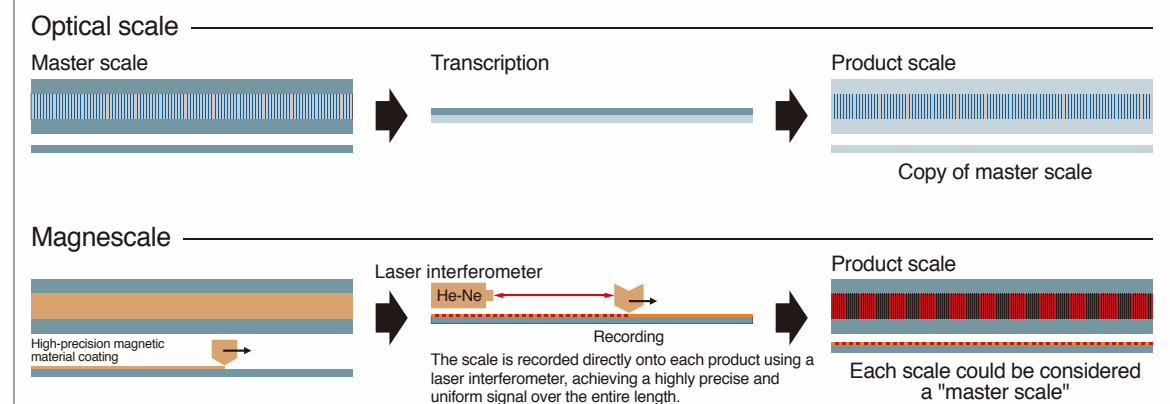 Optical scale
Master scale
Transcription
Product scale
Copy of master scale
Magnescale
High-precision magnetic
material coating
Laser interferometer
He-Ne
Recording
The scale is recorded directly onto each product using a
laser interferometer, achieving a highly precise and
uniform signal over the entire length.
Product scale
Each scale could be considered
a "master scale"